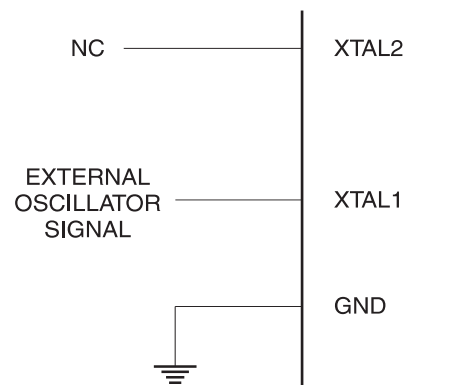 NC XTAL2
EXTERNAL
OSCILLATOR XTAL1
SIGNAL
GND